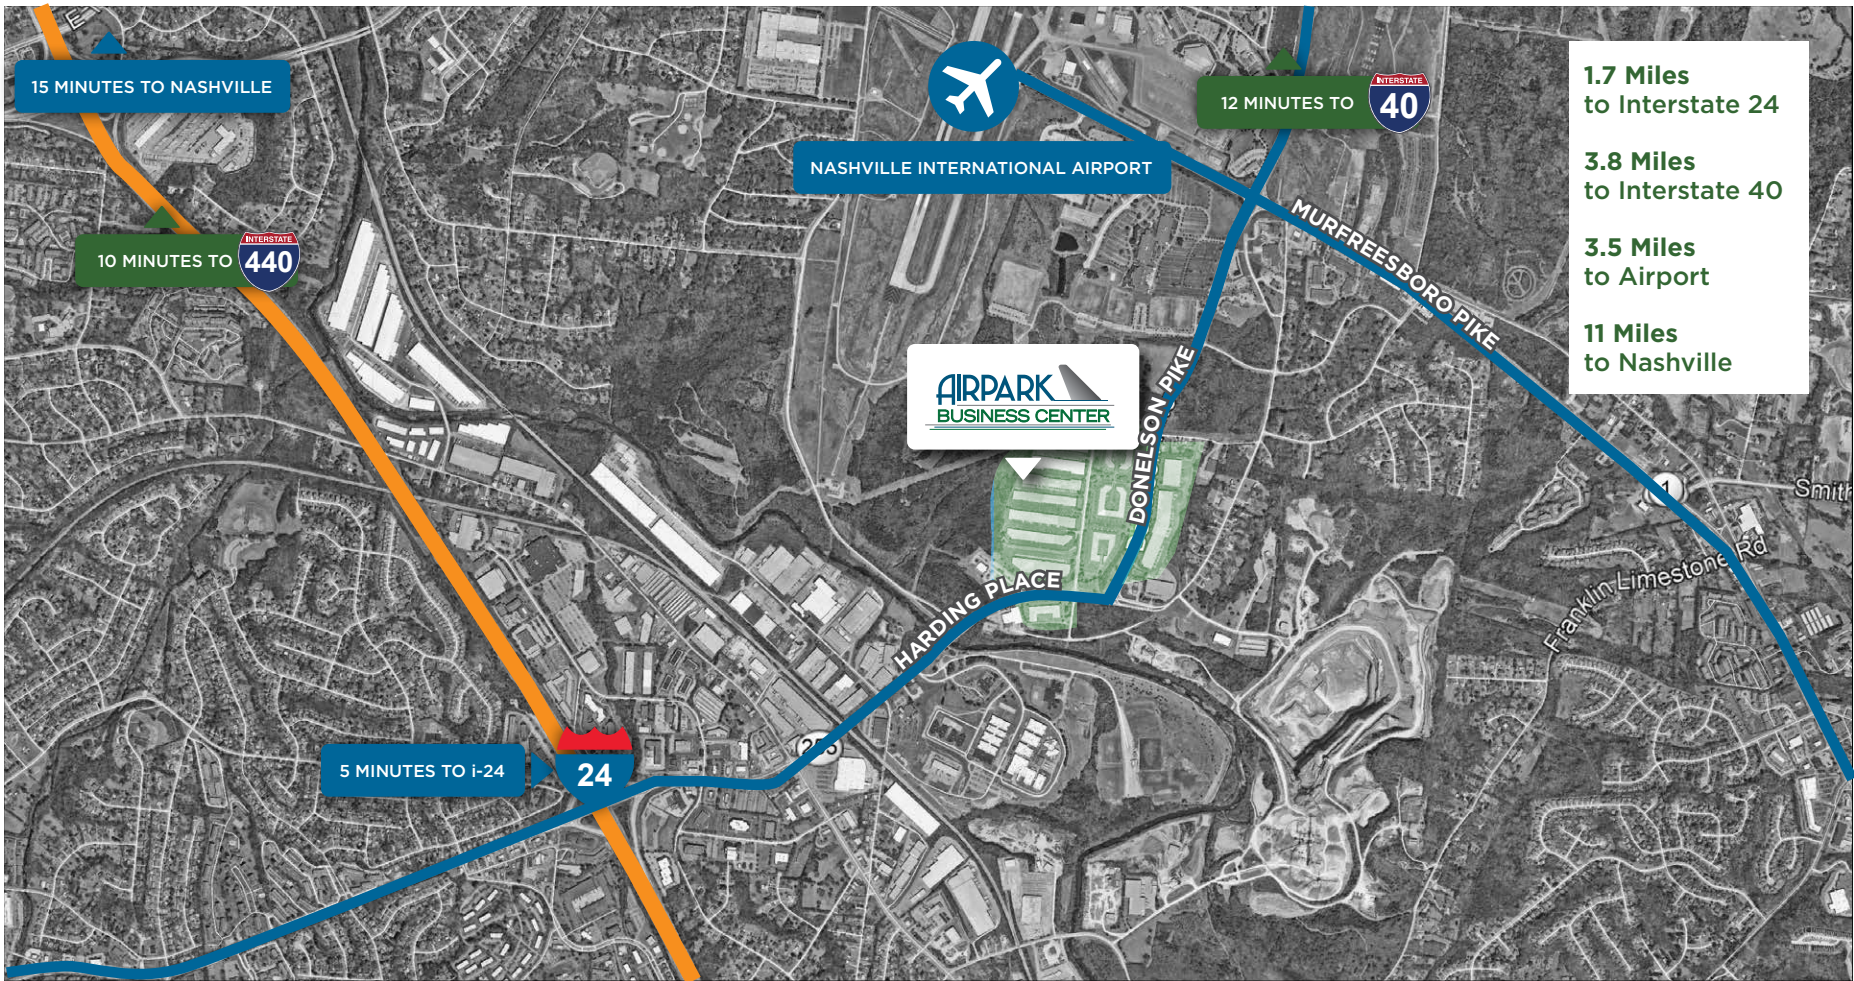 15 MINUTES TO NASHVILLE
10 MINUTES TO
INTERSTATE
440
NASHVILLE INTERNATIONAL AIRPORT
12 MINUTES TO
INTERSTATE
40
1.7 Miles
to Interstate 24
3.8 Miles
to Interstate 40
3.5 Miles
to Airport
11 Miles
to Nashville
MURFREESBORO PIKE
DONELSON PIKE
AIRPARK
BUSINESS CENTER
HARDING PLACE
1
Smith
Franklin Limestone Rd
255
5 MINUTES TO i-24
24